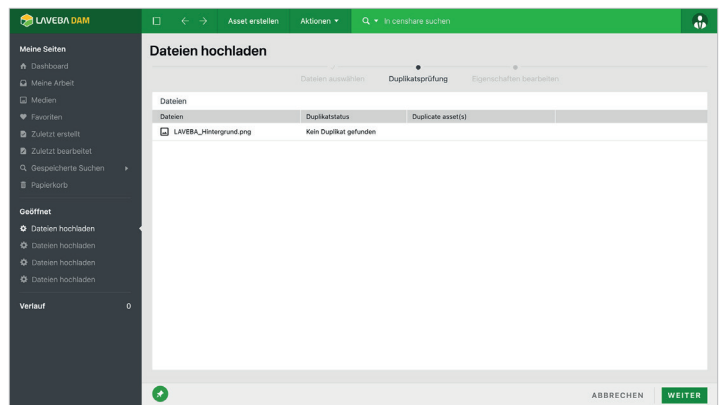 LAVEBA DAM
Asset erstellen
Aktionen
In censhare suchen
Meine Seiten
Dashboard
Meine Arbeit
Medien
Favoriten
Zuletzt erstellt
Zuletzt bearbeitet
Gespeicherte Suchen
Papierkorb
Geöffnet
Dateien hochladen
Dateien hochladen
Dateien hochladen
Dateien hochladen
Verlauf 0
Dateien hochladen
Dateien auswählen Duplikatsprüfung Eigenschaften bearbeiten
Dateien
Dateien Duplikatstatus Duplicate asset(s)
LAVEBA_Hintergrund.png Kein Duplikat gefunden
ABBRECHEN WEITER